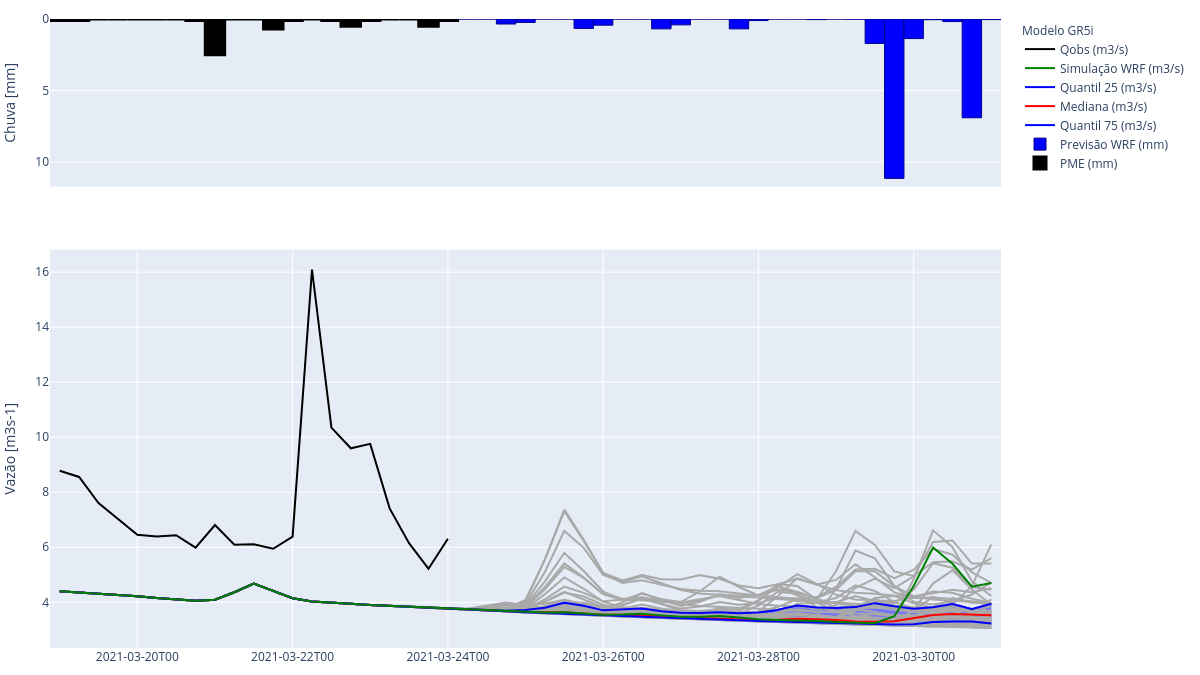 0
5
10
Chuva [mm]
Modelo GR5i
Qobs (m3/s)
Simulação WRF (m3/s)
Quantil 25 (m3/s)
Mediana (m3/s)
Quantil 75 (m3/s)
Previsão WRF (mm)
PME (mm)
16
14
12
10
8
6
4
Vazão [m3s-1]
2021-03-20T00
2021-03-22T00
2021-03-24T00
2021-03-26T00
2021-03-28T00
2021-03-30T00